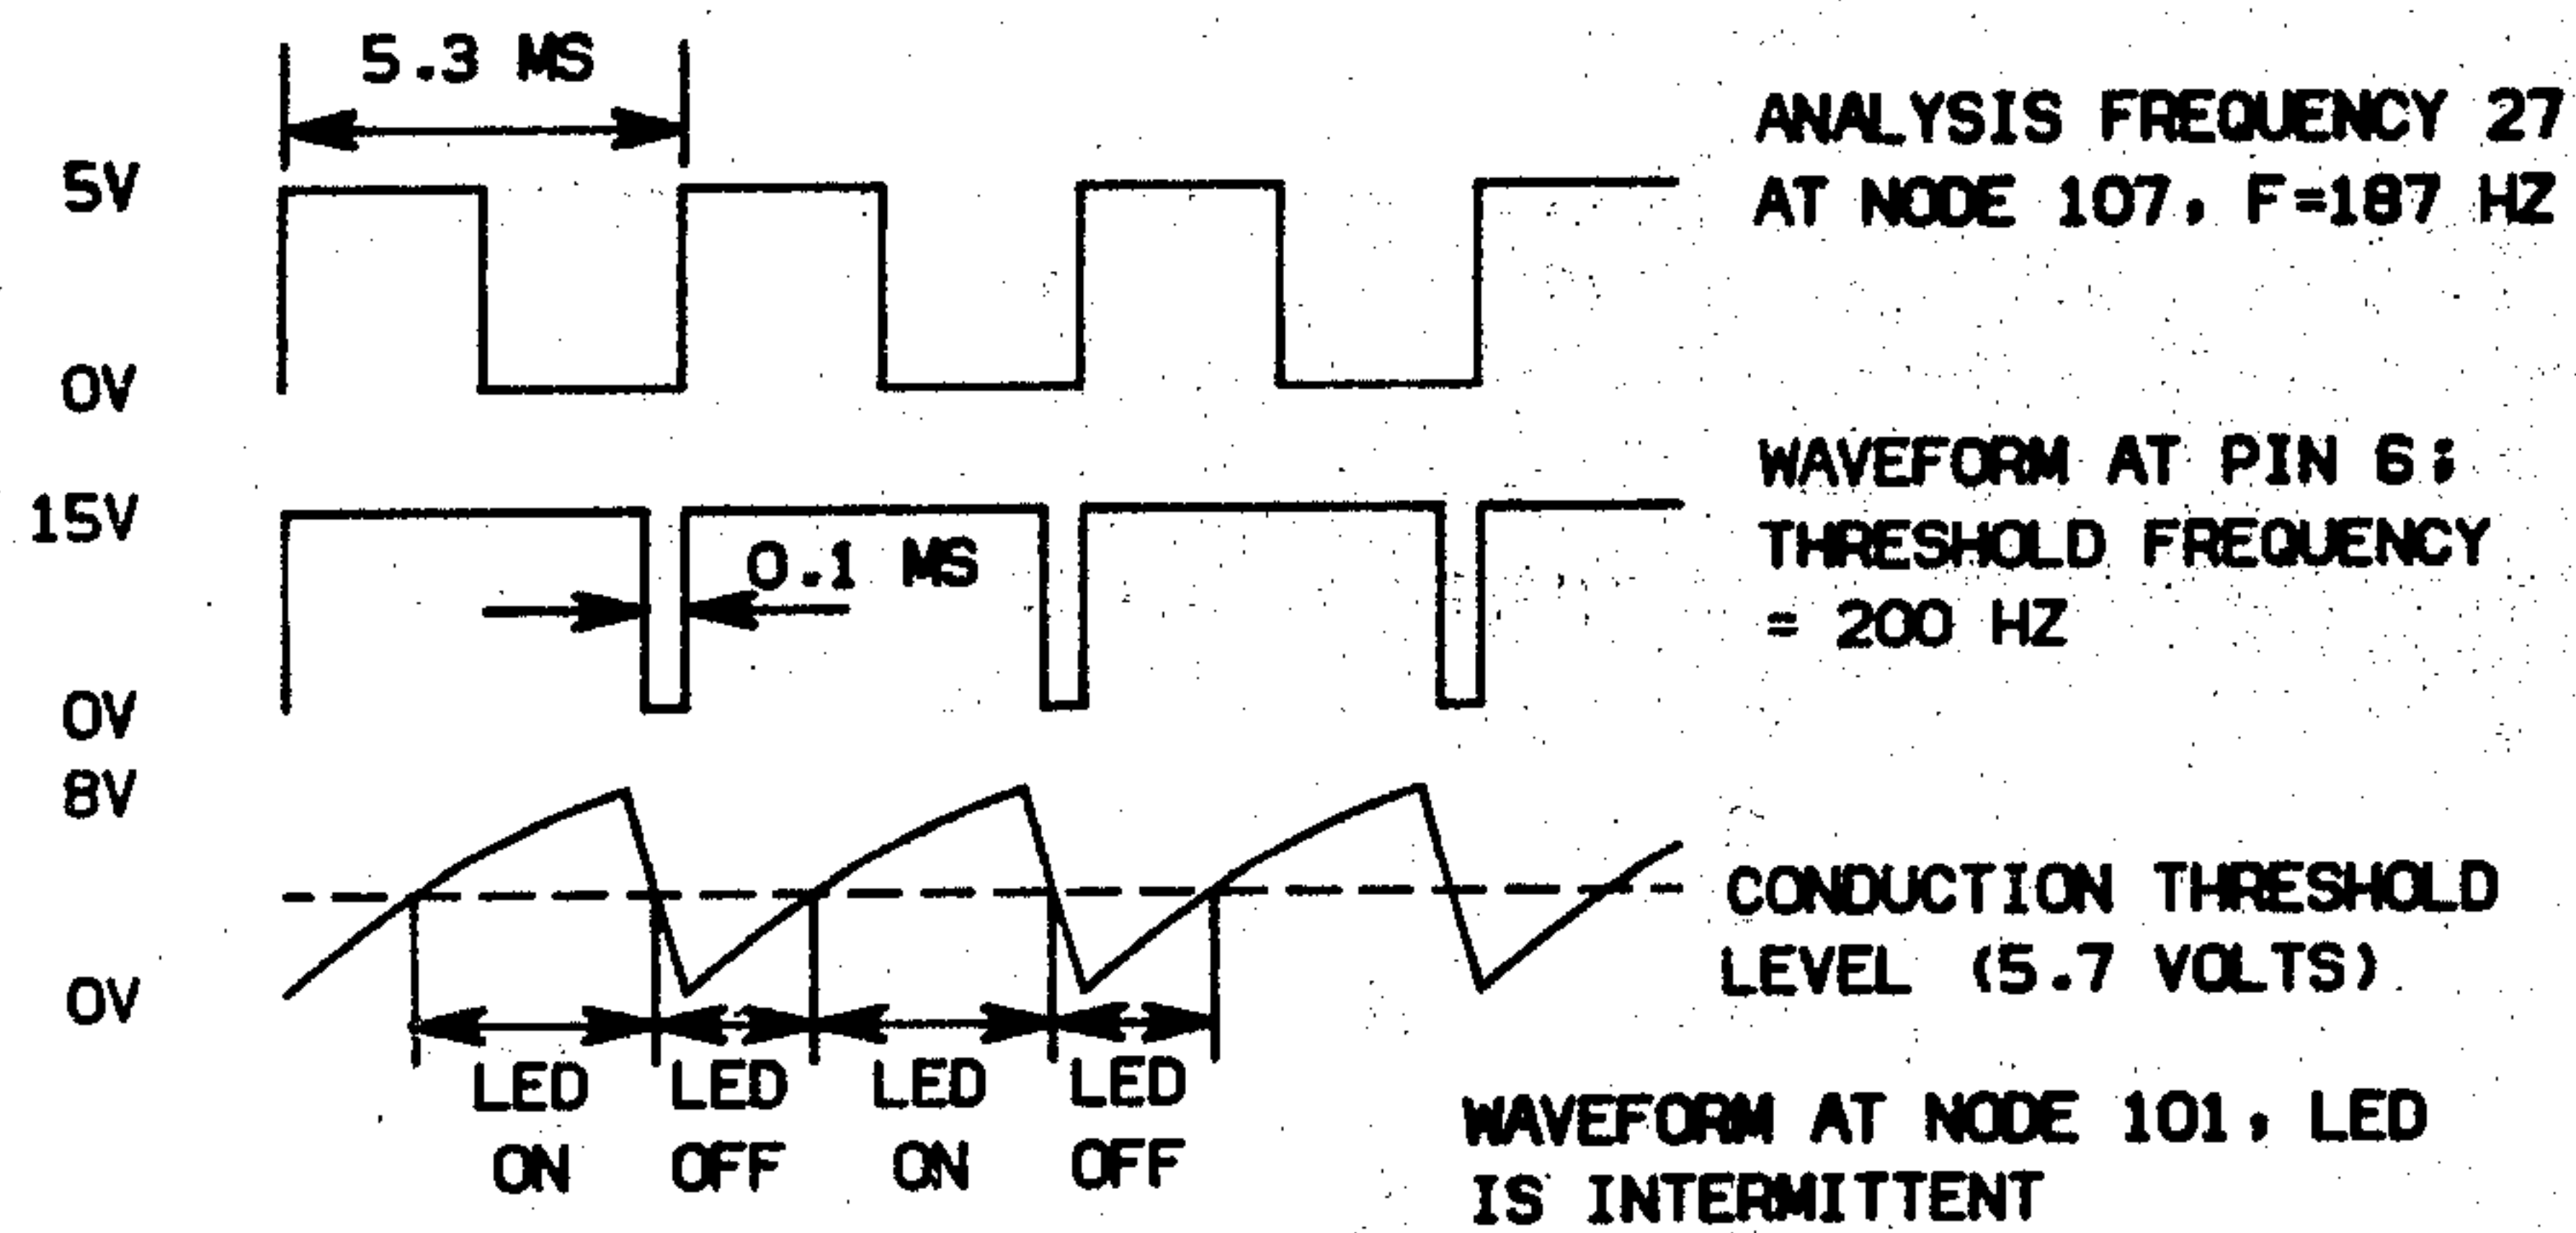 5.3 MS
ANALYSIS FREQUENCY 27
5V
AT NODE 107, F=187 HZ
0V
WAVEFORM AT PIN 6;
15V
THRESHOLD FREQUENCY
0.1 MS
= 200 HZ
0V
8V
CONDUCTION THRESHOLD
LEVEL (5.7 VOLTS)
0V
LED ON
LED OFF
LED ON
LED OFF
WAVEFORM AT NODE 101, LED
IS INTERMITTENT